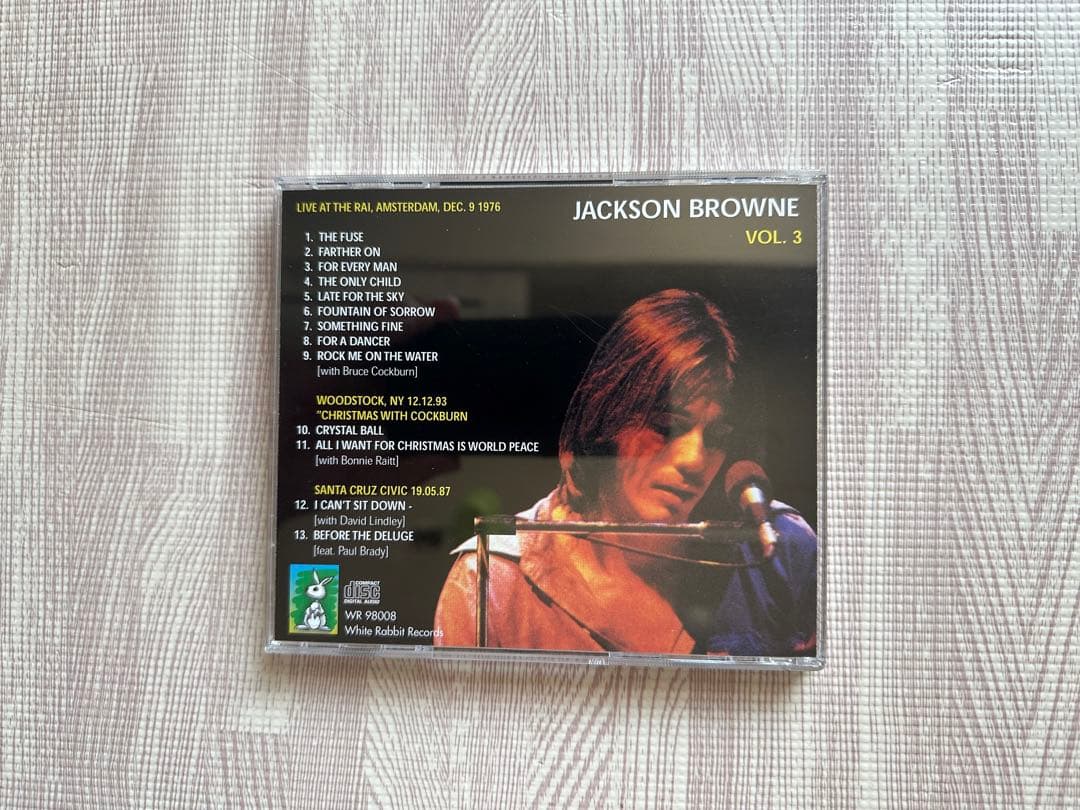 LIVE AT THE RAI, AMSTERDAM, DEC. 9 1976
JACKSON BROWNE
VOL. 3
1. THE FUSE
2. FARTHER ON
3. FOR EVERY MAN
4. THE ONLY CHILD
5. LATE FOR THE SKY
6. FOUNTAIN OF SORROW
7. SOMETHING FINE
8. FOR A DANCER
9. ROCK ME ON THE WATER
[with Bruce Cockburn]
WOODSTOCK, NY 12.12.93
"CHRISTMAS WITH COCKBURN
10. CRYSTAL BALL
11. ALL I WANT FOR CHRISTMAS IS WORLD PEACE
[with Bonnie Raitt]
SANTA CRUZ CIVIC 19.05.87
12. I CAN'T SIT DOWN -
[with David Lindley]
13. BEFORE THE DELUGE
[feat. Paul Brady]
COMPACT
disc
DIGITAL AUDIO
WR 98008
White Rabbit Records